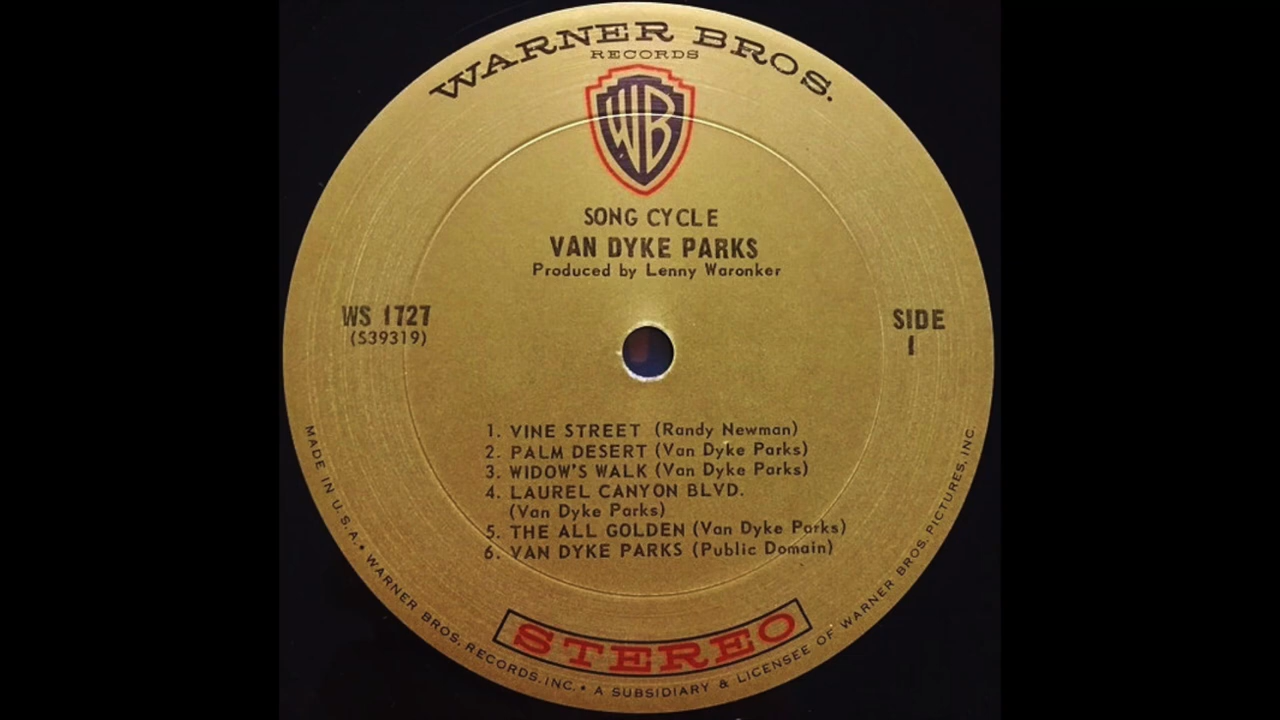 WARNER BROS.
RECORDS
WB
SONG CYCLE
VAN DYKE PARKS
Produced by Lenny Waronker
WS 1727
(S39319)
SIDE
1
1. VINE STREET (Randy Newman)
2. PALM DESERT (Van Dyke Parks)
3. WIDOW'S WALK (Van Dyke Parks)
4. LAUREL CANYON BLVD.
(Van Dyke Parks)
5. THE ALL GOLDEN (Van Dyke Parks)
6. VAN DYKE PARKS (Public Domain)
STEREO
MADE IN U.S.A. • WARNER BROS. RECORDS, INC. • A SUBSIDIARY & LICENSEE OF WARNER BROS. PICTURES, INC.